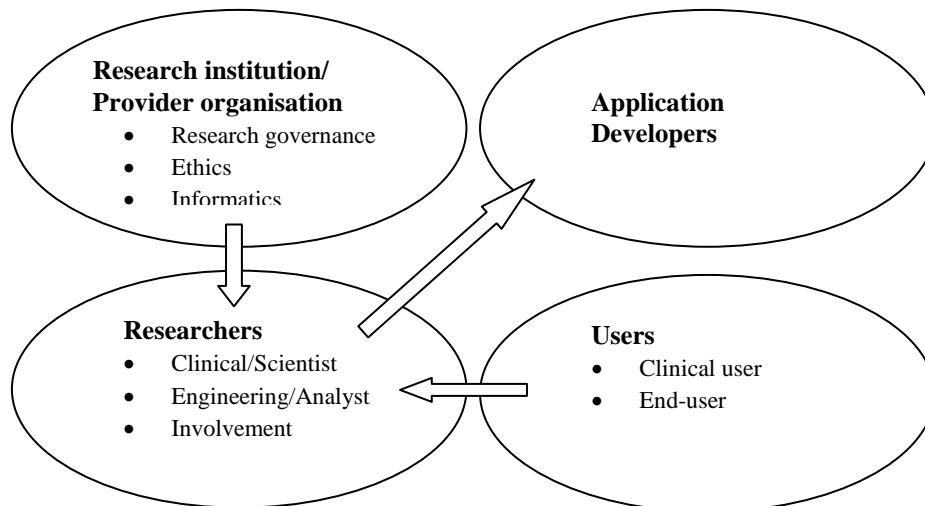 Research institution/
Provider organisation
• Research governance
• Ethics
• Informatics
Application
Developers
Researchers
• Clinical/Scientist
• Engineering/Analyst
• Involvement
Users
• Clinical user
• End-user